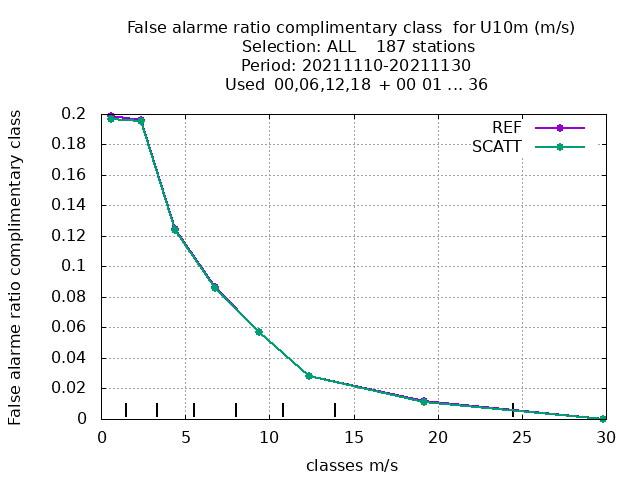 False alarme ratio complimentary class  for U10m (m/s)
Selection: ALL    187 stations
Period: 20211110-20211130
Used  00,06,12,18  + 00 01 ... 36
False alarme ratio complimentary class
0.2
0.18
0.16
0.14
0.12
0.1
0.08
0.06
0.04
0.02
0
REF
SCATT
0 5 10 15 20 25 30
classes m/s